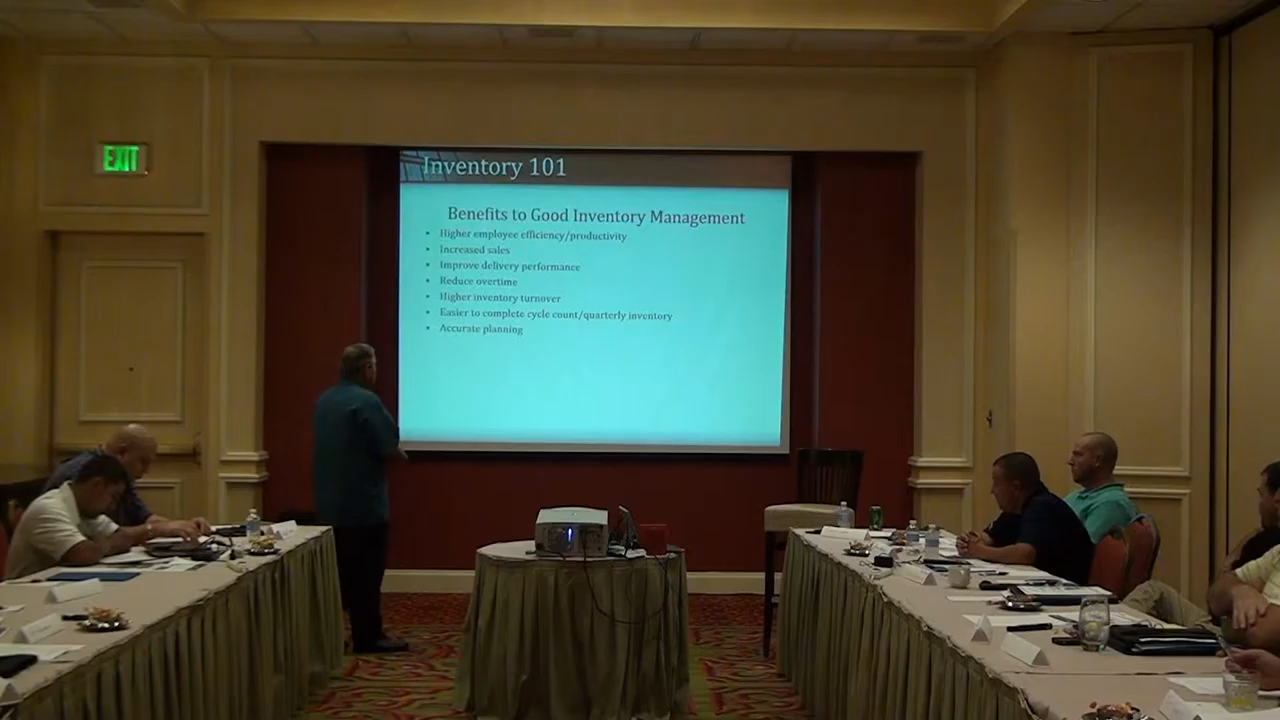 EXIT
Inventory 101
Benefits to Good Inventory Management
• Higher employee efficiency/productivity
• Increased sales
• Improve delivery performance
• Reduce overtime
• Higher inventory turnover
• Easier to complete cycle count/quarterly inventory
• Accurate planning